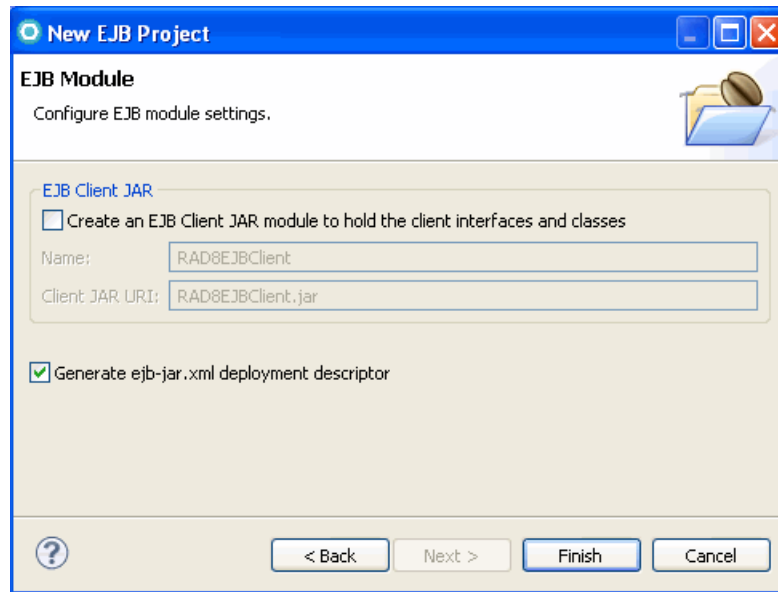 New EJB Project
EJB Module
Configure EJB module settings.
EJB Client JAR
Create an EJB Client JAR module to hold the client interfaces and classes
Name: RAD8EJBClient
Client JAR URI: RAD8EJBClient.jar
Generate ejb-jar.xml deployment descriptor
? < Back Next > Finish Cancel